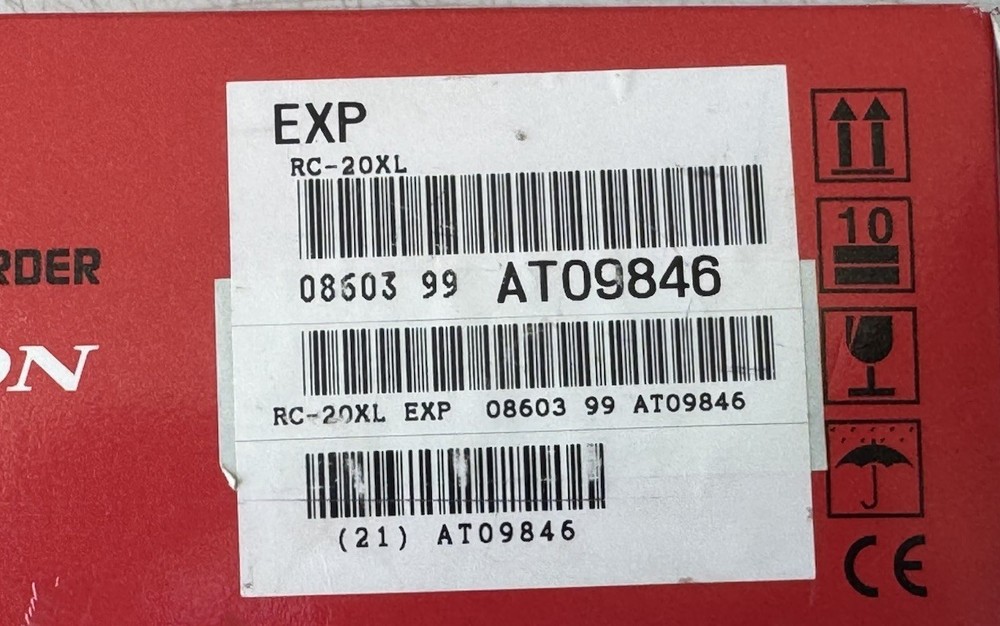 EXP
RC-20XL
08603 99 AT09846
RC-20XL EXP 08603 99 AT09846
(21) AT09846
RDER
ON
10
CE